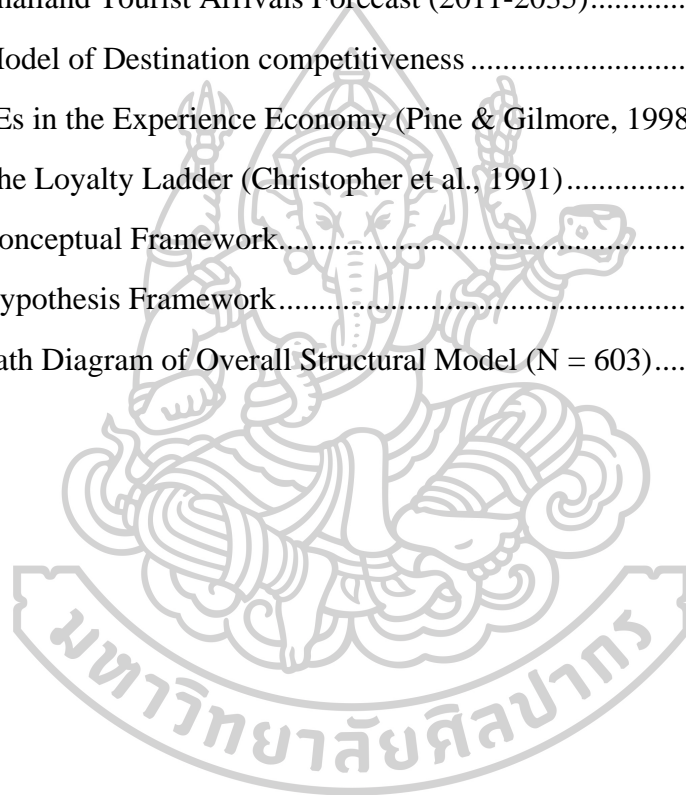 Thailand Tourist Arrivals Forecast (2011-2035)..............
Model of Destination competitiveness..........................
Es in the Experience Economy (Pine & Gilmore, 1998
he Loyalty Ladder (Christopher et al., 1991)................
onceptual Framework..................................................
ypothesis Framework..................................................
ath Diagram of Overall Structural Model (N = 603).....
มหาวิทยาลัยศิลปากร